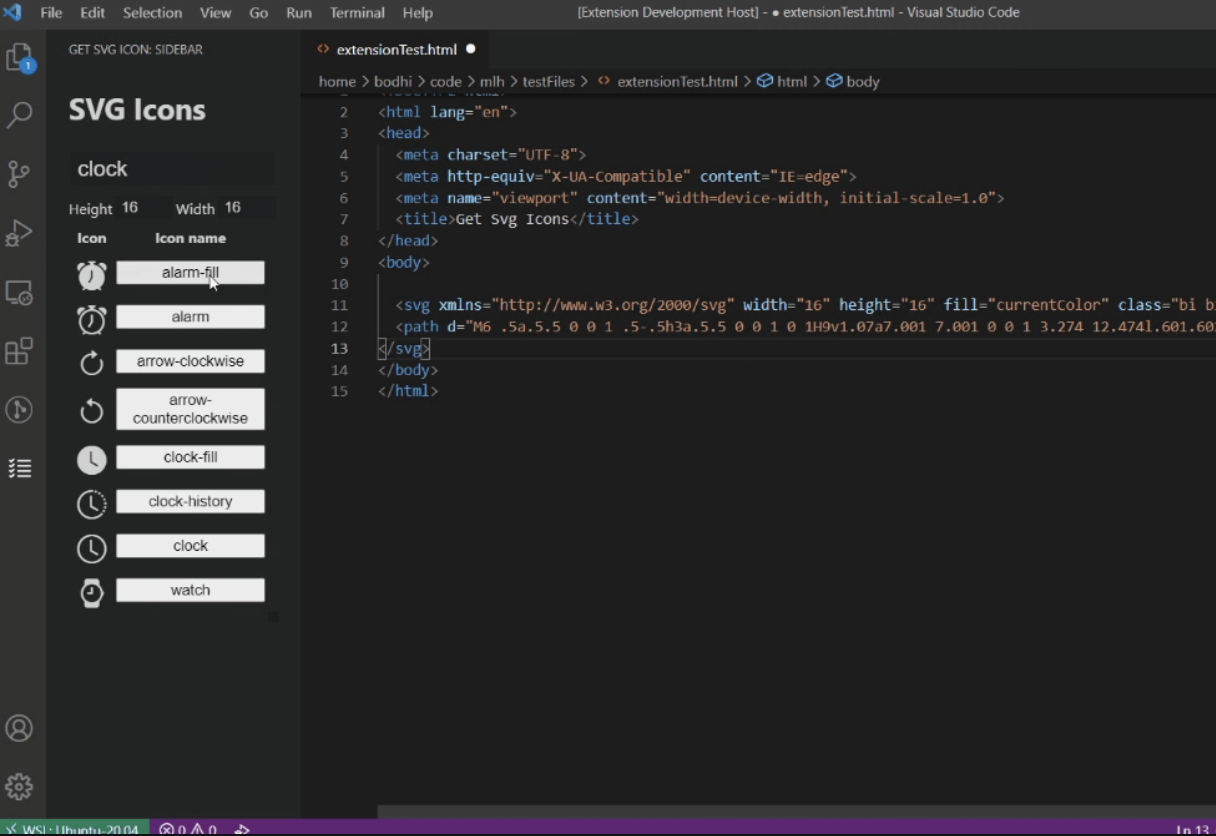 File Edit Selection View Go Run Terminal Help
[Extension Development Host] - ● extensionTest.html - Visual Studio Code
GET SVG ICON: SIDEBAR
1
SVG Icons
clock
Height 16 Width 16
Icon Icon name
alarm-fill
alarm
arrow-clockwise
arrow-
counterclockwise
clock-fill
clock-history
clock
watch
<> extensionTest.html ●
home > bodhi > code > mlh > testFiles > <> extensionTest.html > html > body
2 <html lang="en">
3 <head>
4 <meta charset="UTF-8">
5 <meta http-equiv="X-UA-Compatible" content="IE=edge">
6 <meta name="viewport" content="width=device-width, initial-scale=1.0">
7 <title>Get Svg Icons</title>
8 </head>
9 <body>
10
11 <svg xmlns="http://www.w3.org/2000/svg" width="16" height="16" fill="currentColor" class="bi b
12 <path d="M6 .5a.5.5 0 0 1 .5-.5h3a.5.5 0 0 1 0 1H9v1.07a7.001 7.001 0 0 1 3.274 12.474l.601.60
13 </svg>
14 </body>
15 </html>
WSL: Ubuntu-20.04 0 0
Ln 13